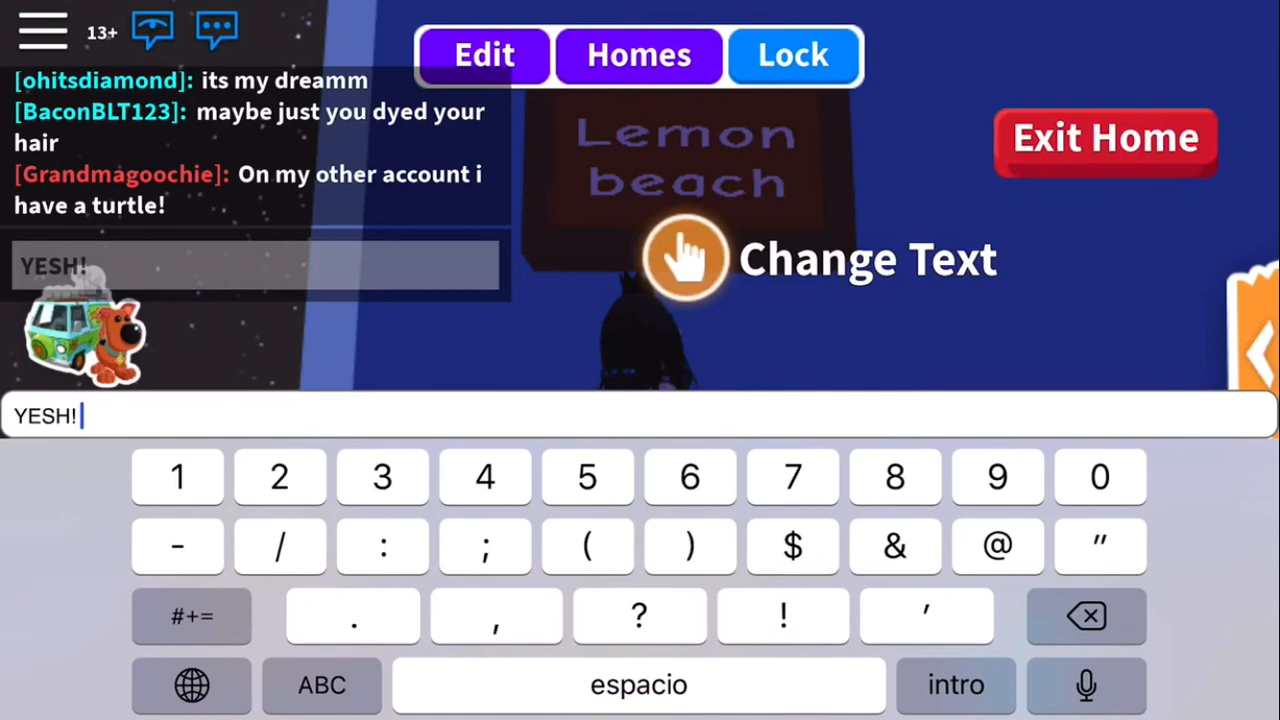 13+
Edit Homes Lock
[ohitsdiamond]: its my dreamm
[BaconBLT123]: maybe just you dyed your
hair
[Grandmagoochie]: On my other account i
have a turtle!
Lemon
beach
Exit Home
Change Text
YESH!
YESH!
1 2 3 4 5 6 7 8 9 0
- / : ; ( ) $ & @ "
#+= . , ? ! '
ABC espacio intro